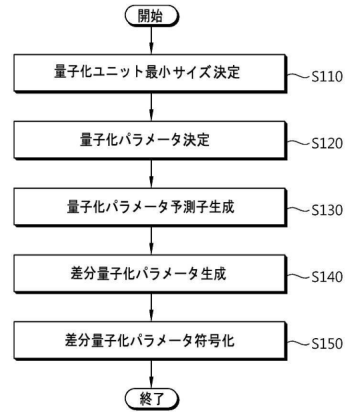 開始
量子化ユニット最小サイズ決定
S110
量子化パラメータ決定
S120
量子化パラメータ予測子生成
S130
差分量子化パラメータ生成
S140
差分量子化パラメータ符号化
S150
終了